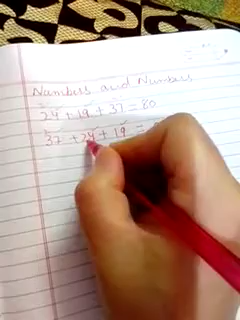 Numbers and Numbers
24 + 19 + 37 = 80
37 + 24 + 19 =